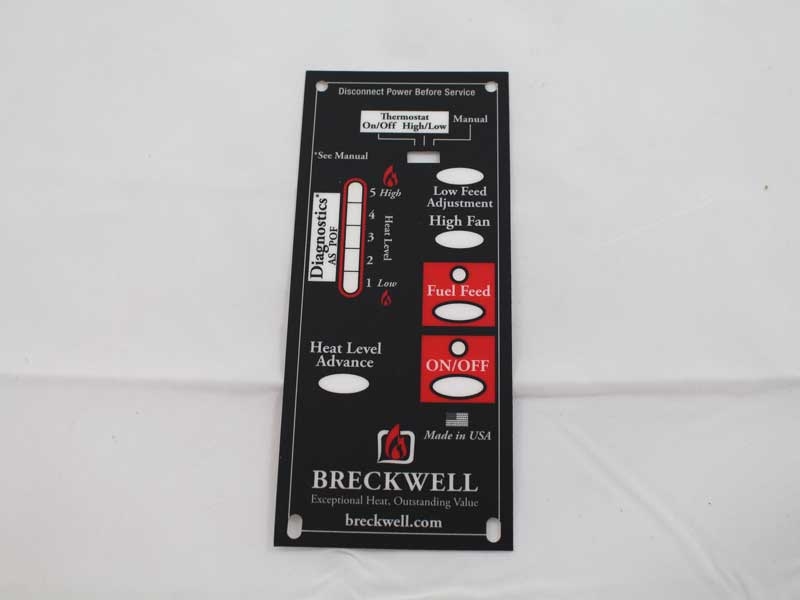 Disconnect Power Before Service
Thermostat
On/Off High/Low
Manual
*See Manual
High
5
4
3
2
1
Low
Heat Level
Diagnostics*
AS POF
Low Feed
Adjustment
High Fan
Fuel Feed
Heat Level
Advance
ON/OFF
Made in USA
BRECKWELL
Exceptional Heat, Outstanding Value
breckwell.com